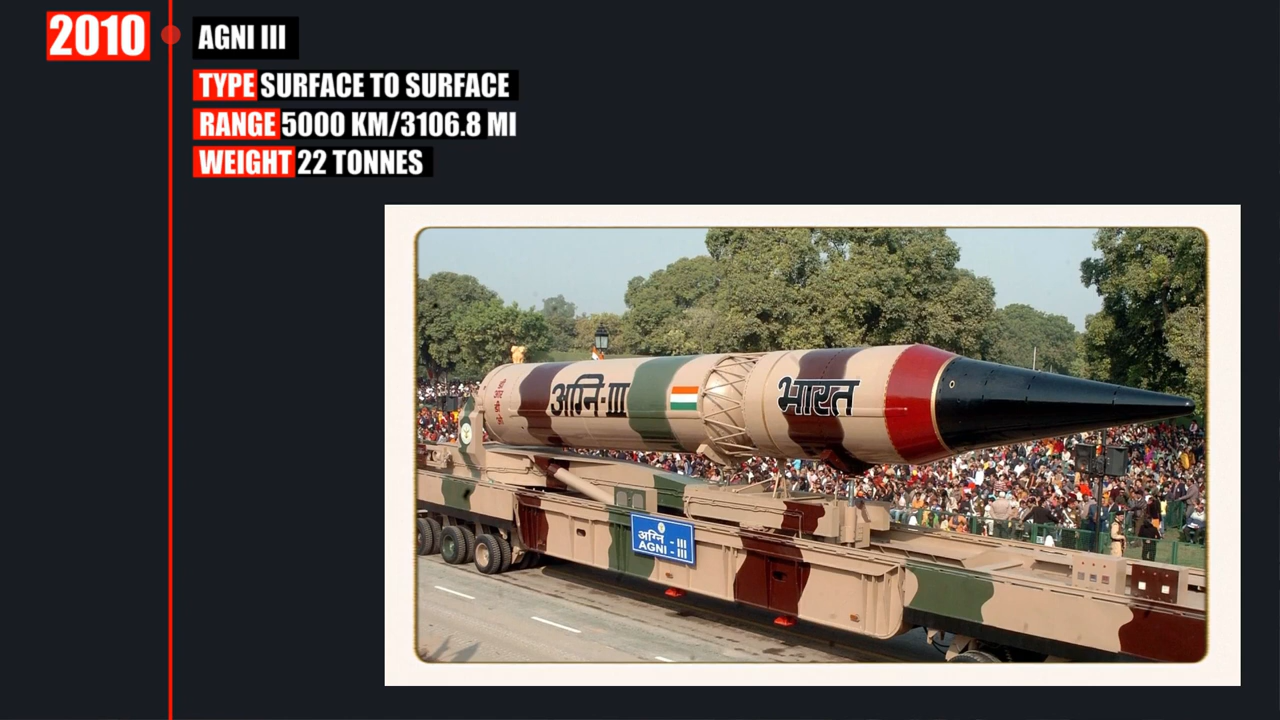 2010
AGNI III
TYPE SURFACE TO SURFACE
RANGE 5000 KM/3106.8 MI
WEIGHT 22 TONNES
अग्नि-III
भारत
अग्नि - III
AGNI - III